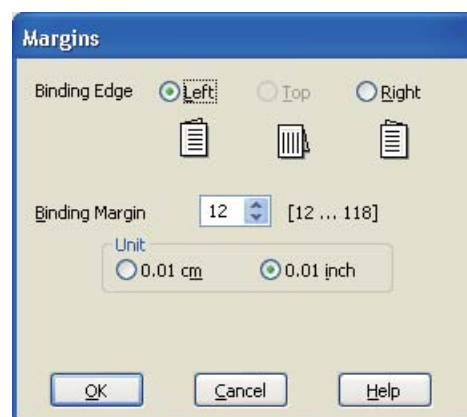 Margins
Binding Edge Left Top Right
Binding Margin 12 [12 ... 118]
Unit
0.01 cm 0.01 inch
OK Cancel Help